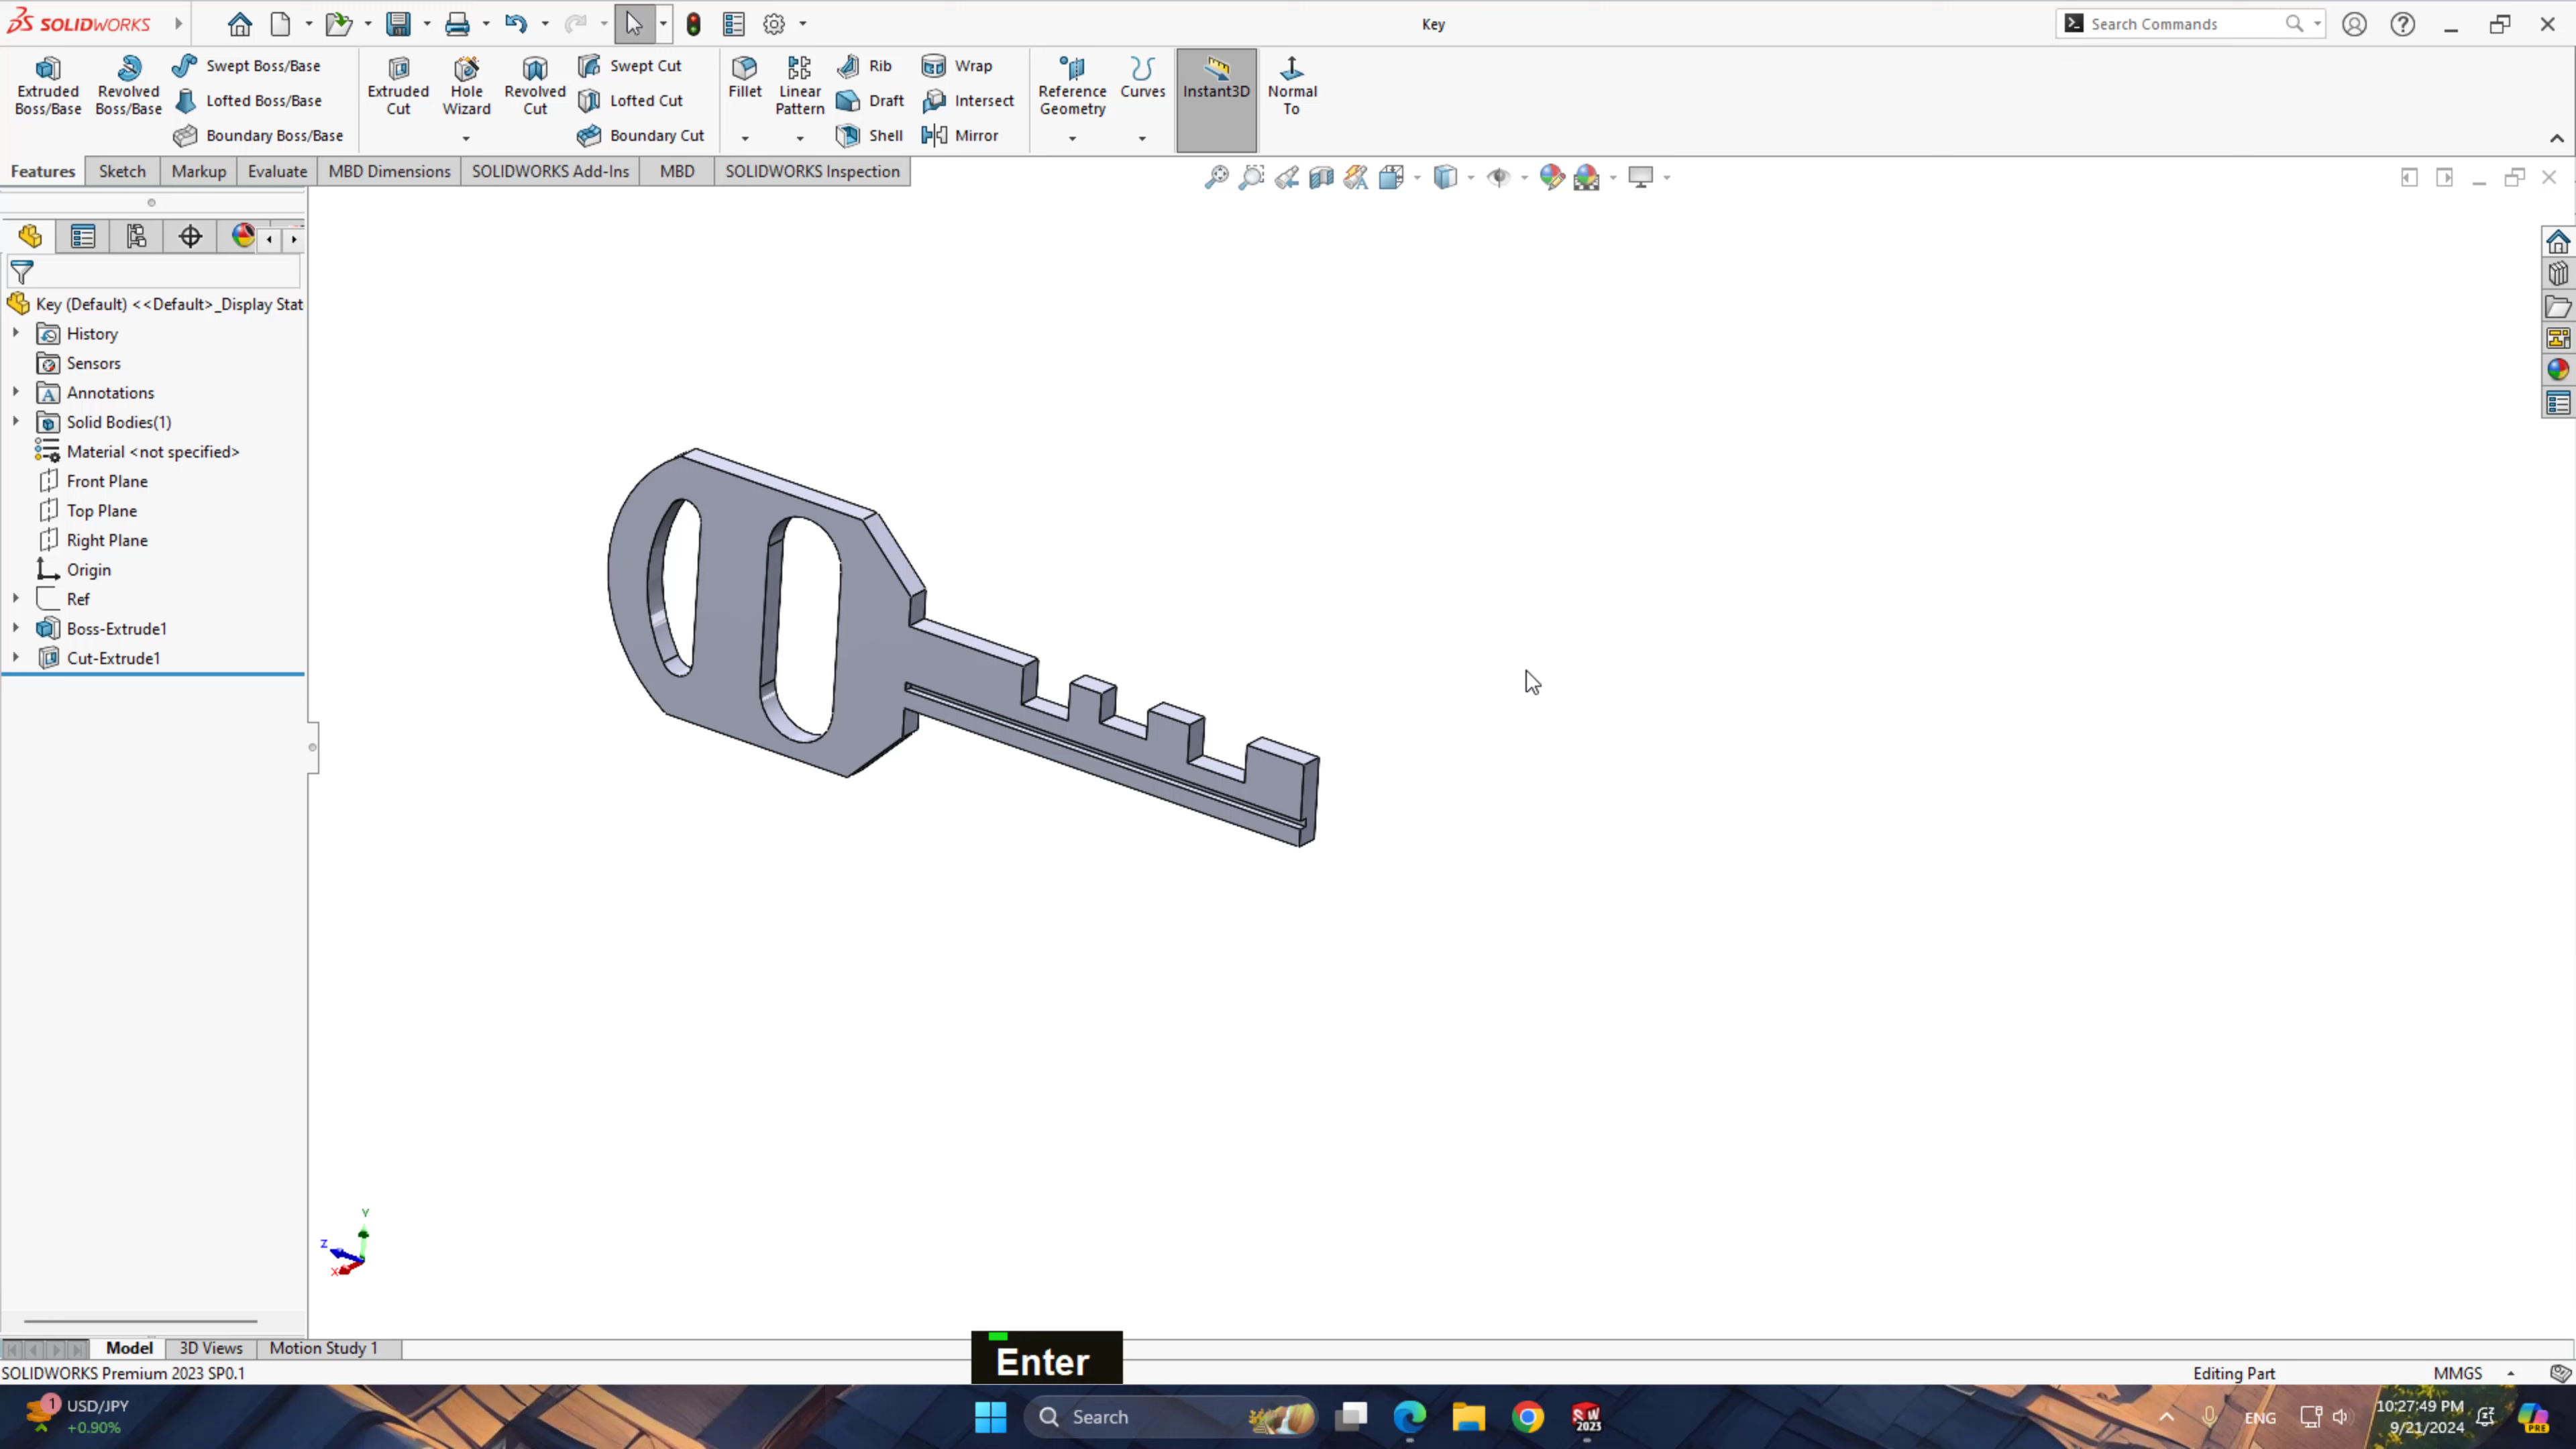 SOLIDWORKS
Key
Search Commands
Extruded Boss/Base
Revolved Boss/Base
Swept Boss/Base
Lofted Boss/Base
Boundary Boss/Base
Extruded Cut
Hole Wizard
Revolved Cut
Swept Cut
Lofted Cut
Boundary Cut
Fillet
Linear Pattern
Rib
Draft
Shell
Wrap
Intersect
Mirror
Reference Geometry
Curves
Instant3D
Normal To
Features
Sketch
Markup
Evaluate
MBD Dimensions
SOLIDWORKS Add-Ins
MBD
SOLIDWORKS Inspection
Key (Default) <<Default>_Display Stat
History
Sensors
Annotations
Solid Bodies(1)
Material <not specified>
Front Plane
Top Plane
Right Plane
Origin
Ref
Boss-Extrude1
Cut-Extrude1
Y
Z
X
Model
3D Views
Motion Study 1
Enter
SOLIDWORKS Premium 2023 SP0.1
Editing Part
MMGS
1
USD/JPY
+0.90%
Search
SW
2023
ENG
10:27:49 PM
9/21/2024
PRE